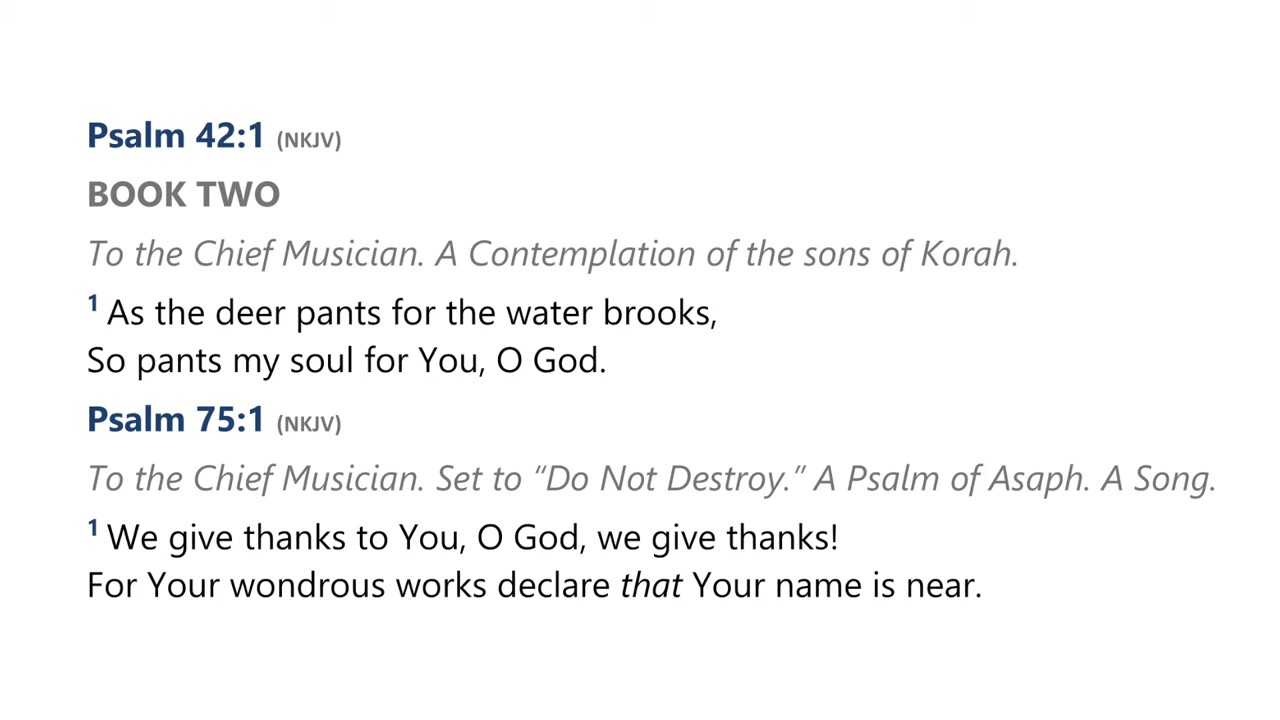 Psalm 42:1 (NKJV)
BOOK TWO
To the Chief Musician. A Contemplation of the sons of Korah.
1 As the deer pants for the water brooks,
So pants my soul for You, O God.
Psalm 75:1 (NKJV)
To the Chief Musician. Set to “Do Not Destroy.” A Psalm of Asaph. A Song.
1 We give thanks to You, O God, we give thanks!
For Your wondrous works declare that Your name is near.